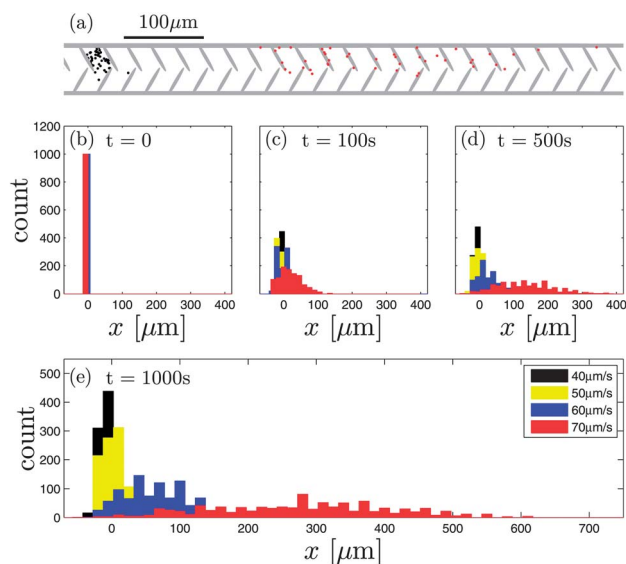 (a) 100μm
(b) t = 0
(c) t = 100s
(d) t = 500s
1200
1000
800
600
400
200
0
count
0 100 200 300 400
0 100 200 300 400
0 100 200 300 400
x [μm]
x [μm]
x [μm]
(e) t = 1000s
500
400
300
200
100
0
count
40μm/s
50μm/s
60μm/s
70μm/s
0 100 200 300 400 500 600 700
x [μm]